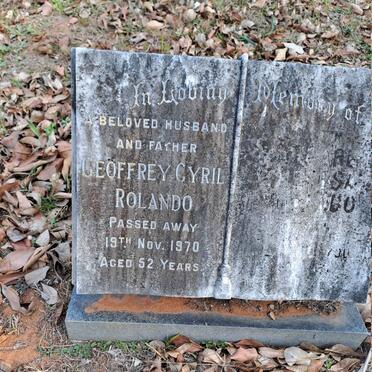 In Loving Memory of
A BELOVED HUSBAND
AND FATHER
GEOFFREY CYRIL
ROLANDO
PASSED AWAY
19TH NOV. 1970
AGED 52 YEARS.